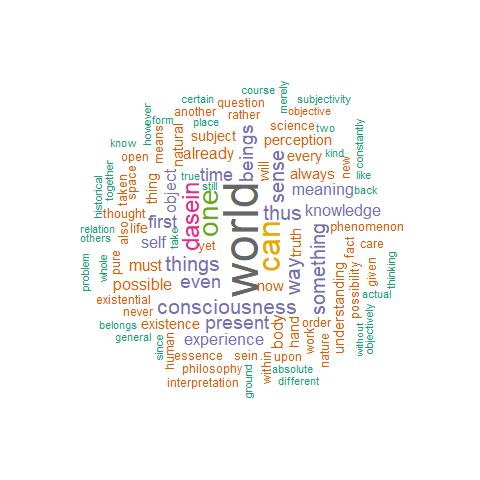 course
merely
certain
question
subjectivity
another
rather
objective
however
form
place
science
two
means
natural
subject
beings
perception
know
already
will
sense
every
kind
constantly
open
true
time
always
new
like
together
taken
space
thing
object
dasein
still
one
world
meaning
back
historical
thought
first
thus
knowledge
relation
also
life
take
can
phenomenon
others
self
yet
truth
something
fact
care
problem
whole
pure
must
things
way
understanding
possibility
given
thinking
possible
even
now
actual
existential
never
consciousness
belongs
existence
present
body
hand
order
work
nature
without
objectively
general
since
human
experience
essence
sein
within
upon
philosophy
ground
absolute
interpretation
different